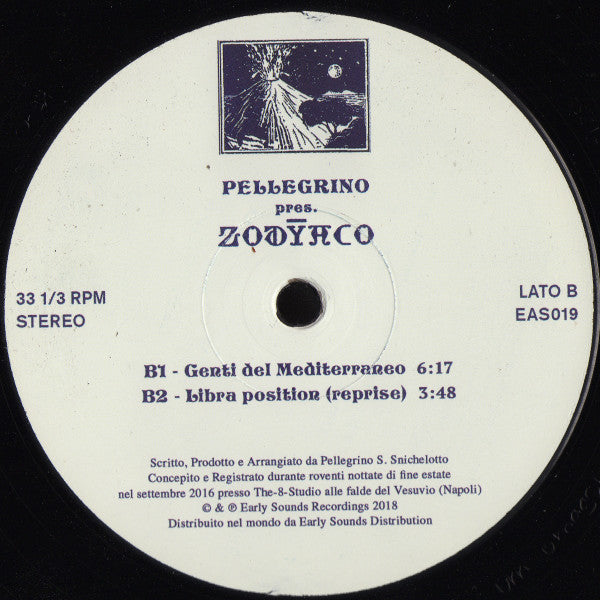 PELLEGRINO
pres.
ZODYACO
33 1/3 RPM
STEREO
LATO B
EAS019
B1 - Genti del Mediterraneo 6:17
B2 - Libra position (reprise) 3:48
Scritto, Prodotto e Arrangiato da Pellegrino S. Snichelotto
Concepito e Registrato durante roventi nottate di fine estate
nel settembre 2016 presso The-8-Studio alle falde del Vesuvio (Napoli)
© & ℗ Early Sounds Recordings 2018
Distribuito nel mondo da Early Sounds Distribution